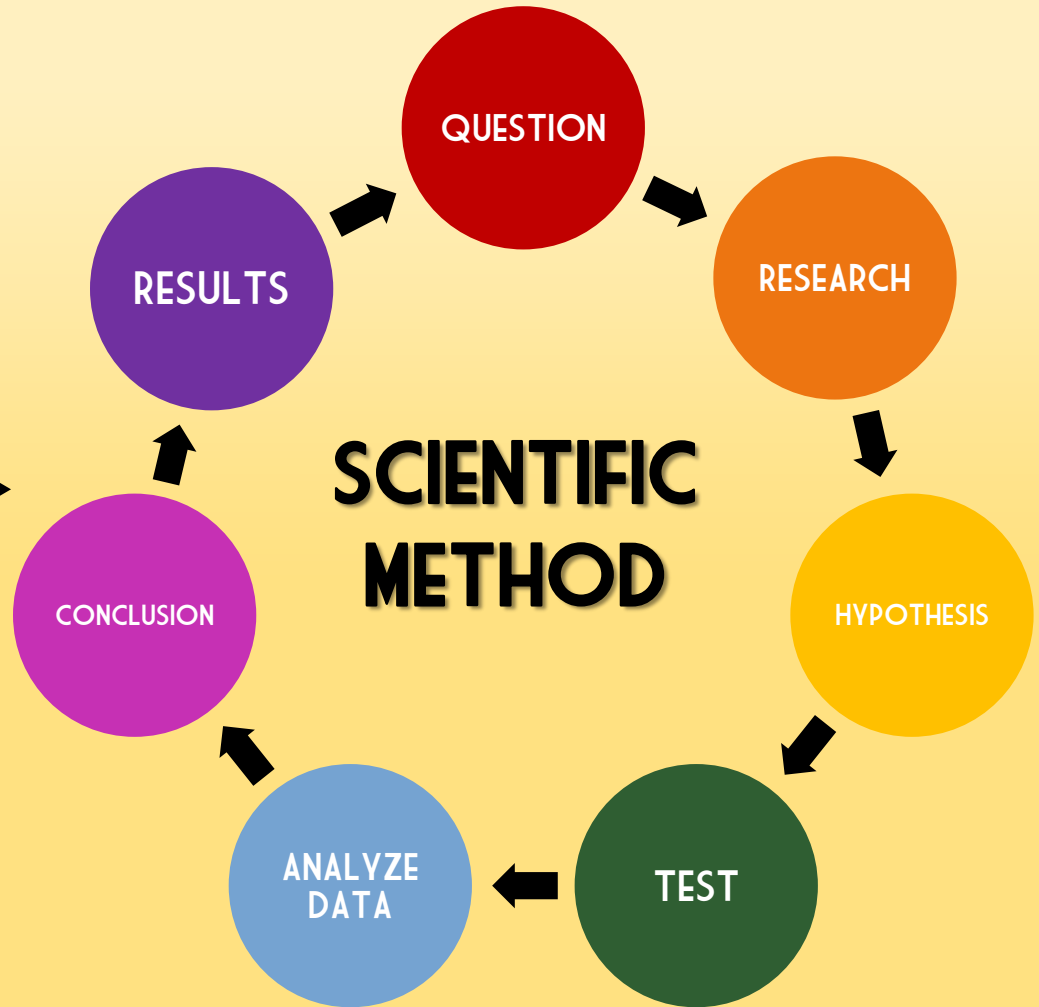 QUESTION
RESEARCH
HYPOTHESIS
TEST
ANALYZE
DATA
CONCLUSION
RESULTS
SCIENTIFIC
METHOD